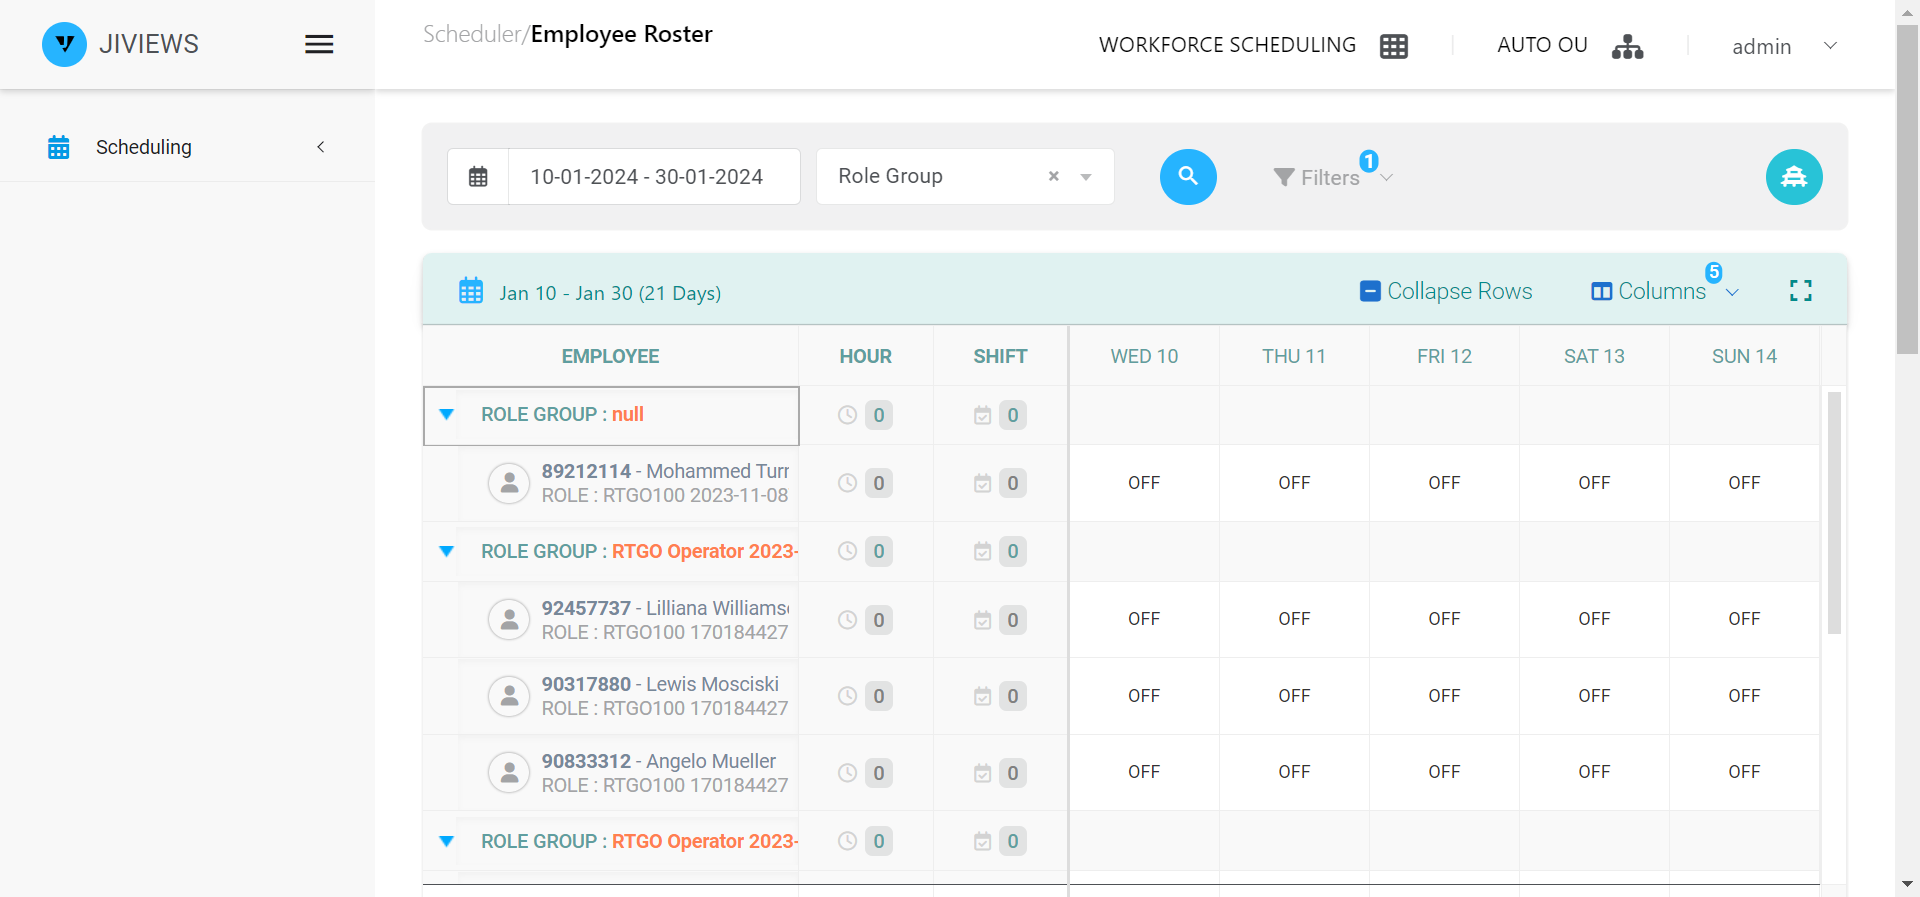 JIVIEWS
Scheduler/Employee Roster
WORKFORCE SCHEDULING
AUTO OU
admin
Scheduling
10-01-2024 - 30-01-2024
Role Group
Filters
1
Jan 10 - Jan 30 (21 Days)
Collapse Rows
Columns
5
EMPLOYEE HOUR SHIFT WED 10 THU 11 FRI 12 SAT 13 SUN 14
ROLE GROUP : null 0 0
89212114 - Mohammed Turr
ROLE : RTGO100 2023-11-08
0 0 OFF OFF OFF OFF OFF
ROLE GROUP : RTGO Operator 2023- 0 0
92457737 - Lilliana Williams
ROLE : RTGO100 170184427
0 0 OFF OFF OFF OFF OFF
90317880 - Lewis Mosciski
ROLE : RTGO100 170184427
0 0 OFF OFF OFF OFF OFF
90833312 - Angelo Mueller
ROLE : RTGO100 170184427
0 0 OFF OFF OFF OFF OFF
ROLE GROUP : RTGO Operator 2023- 0 0